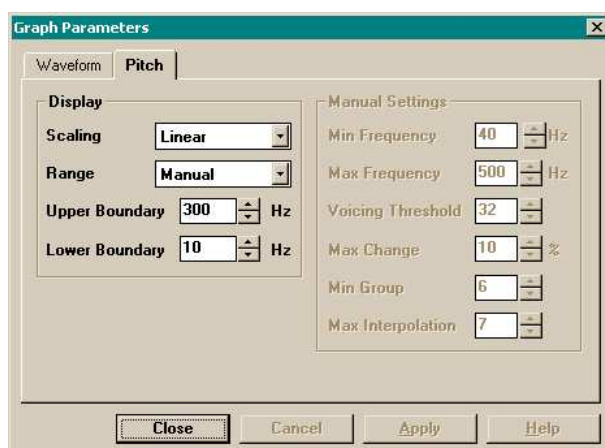 Graph Parameters
Waveform Pitch
Display
Scaling Linear
Range Manual
Upper Boundary 300 Hz
Lower Boundary 10 Hz
Manual Settings
Min Frequency 40 Hz
Max Frequency 500 Hz
Voicing Threshold 32
Max Change 10 %
Min Group 6
Max Interpolation 7
Close Cancel Apply Help